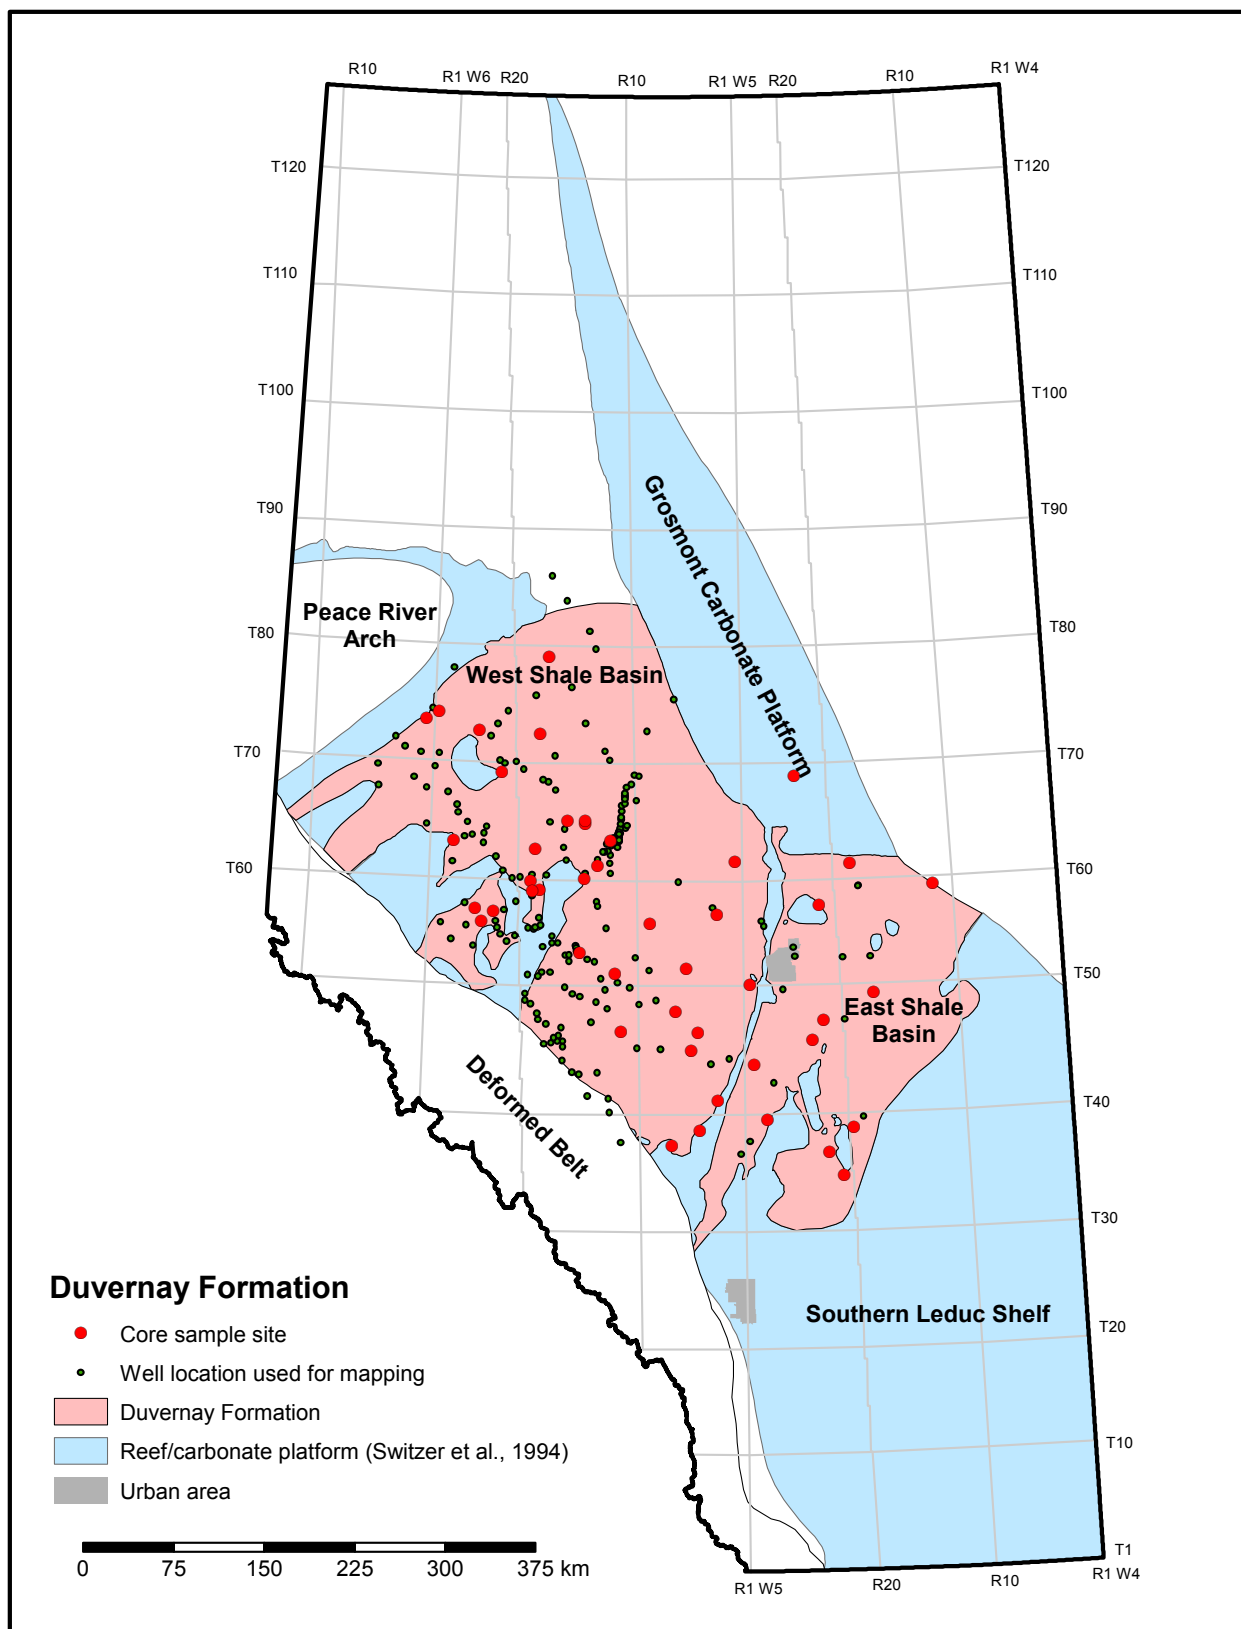 R10 R1 W6 R20 R10 R1 W5 R20 R10 R1 W4
T120 T120
T110 T110
T100 T100
T90 T90
Grosmont Carbonate Platform
Peace River
Arch
T80 T80
West Shale Basin
T70 T70
T60 T60
T50
East Shale
Basin
Deformed Belt
T40
T30
Southern Leduc Shelf
T20
T10
T1
R1 W5 R20 R10 R1 W4
Duvernay Formation
Core sample site
Well location used for mapping
Duvernay Formation
Reef/carbonate platform (Switzer et al., 1994)
Urban area
0 75 150 225 300 375 km